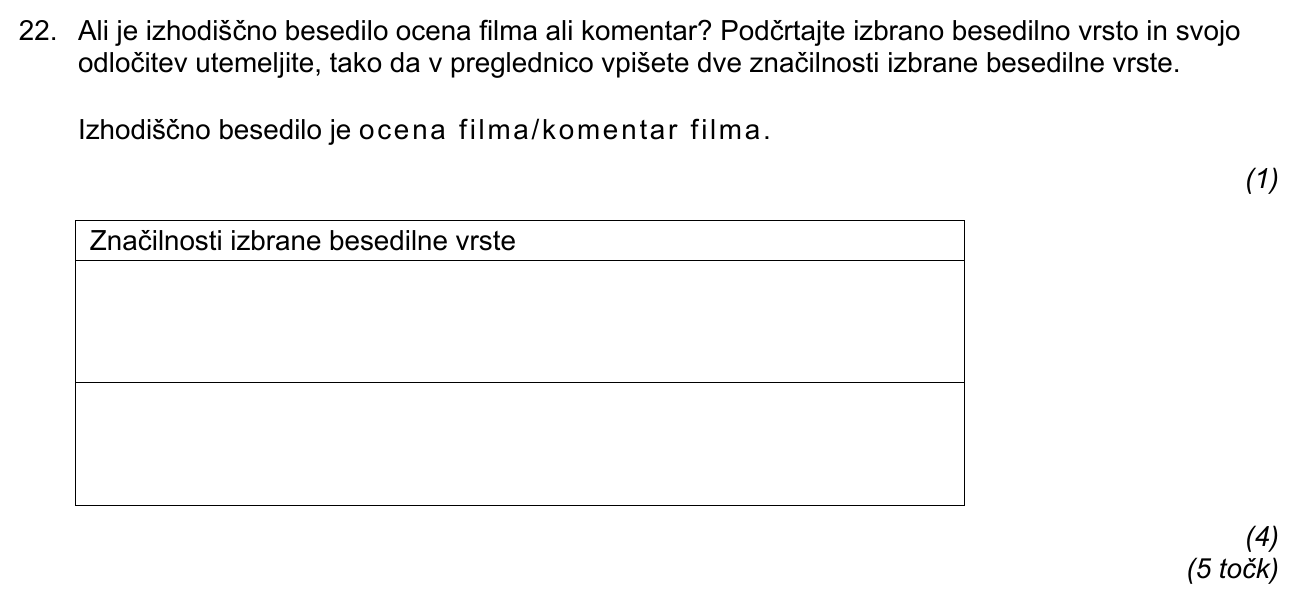 22. Ali je izhodiščno besedilo ocena filma ali komentar? Podčrtajte izbrano besedilno vrsto in svojo
odločitev utemeljite, tako da v preglednico vpišete dve značilnosti izbrane besedilne vrste.
Izhodiščno besedilo je ocena filma/komentar filma.
(1)
Značilnosti izbrane besedilne vrste
(4)
(5 točk)